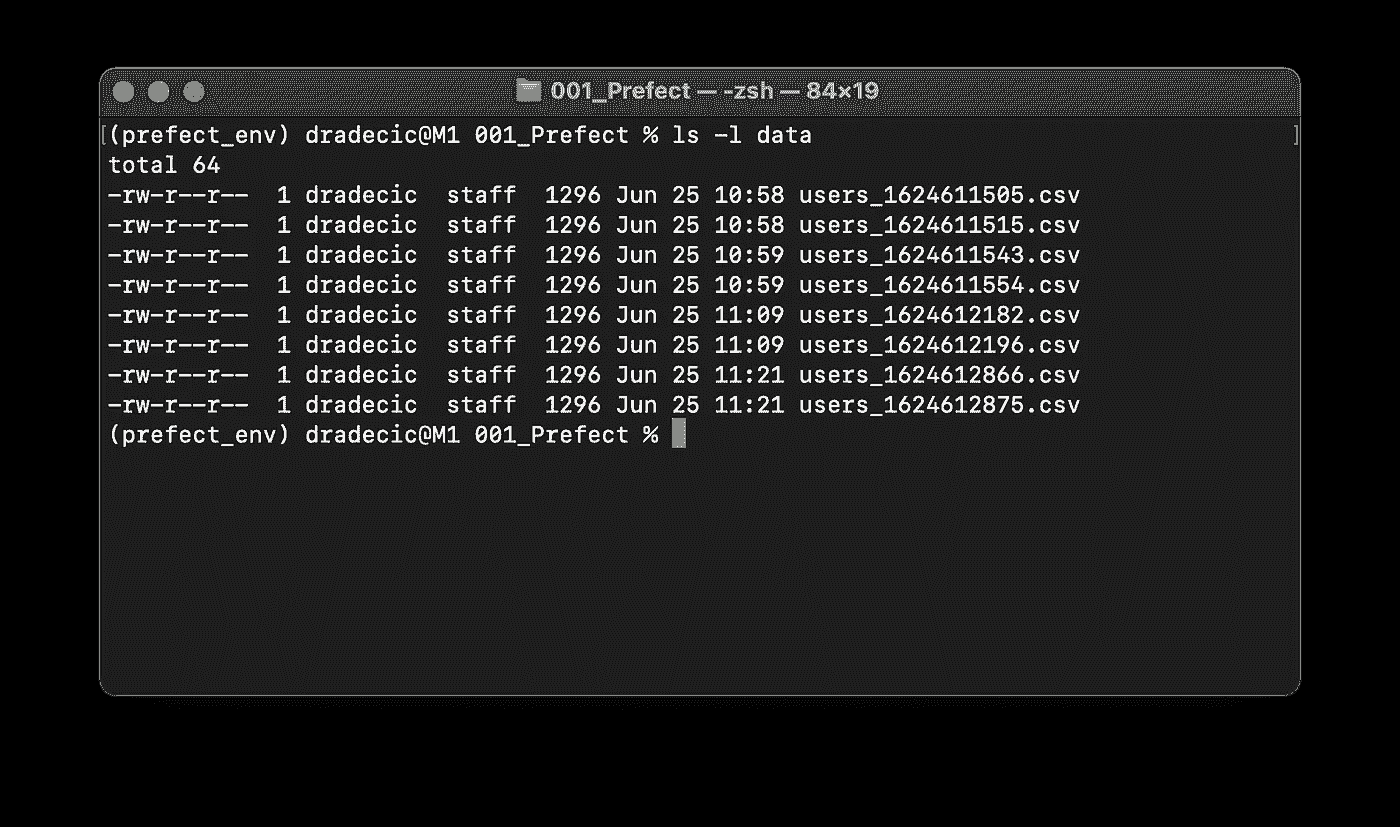 001_Prefect — -zsh — 84×19
[(prefect_env) dradecic@M1 001_Prefect % ls -l data ]
total 64
-rw-r--r--  1 dradecic  staff  1296 Jun 25 10:58 users_1624611505.csv
-rw-r--r--  1 dradecic  staff  1296 Jun 25 10:58 users_1624611515.csv
-rw-r--r--  1 dradecic  staff  1296 Jun 25 10:59 users_1624611543.csv
-rw-r--r--  1 dradecic  staff  1296 Jun 25 10:59 users_1624611554.csv
-rw-r--r--  1 dradecic  staff  1296 Jun 25 11:09 users_1624612182.csv
-rw-r--r--  1 dradecic  staff  1296 Jun 25 11:09 users_1624612196.csv
-rw-r--r--  1 dradecic  staff  1296 Jun 25 11:21 users_1624612866.csv
-rw-r--r--  1 dradecic  staff  1296 Jun 25 11:21 users_1624612875.csv
(prefect_env) dradecic@M1 001_Prefect %